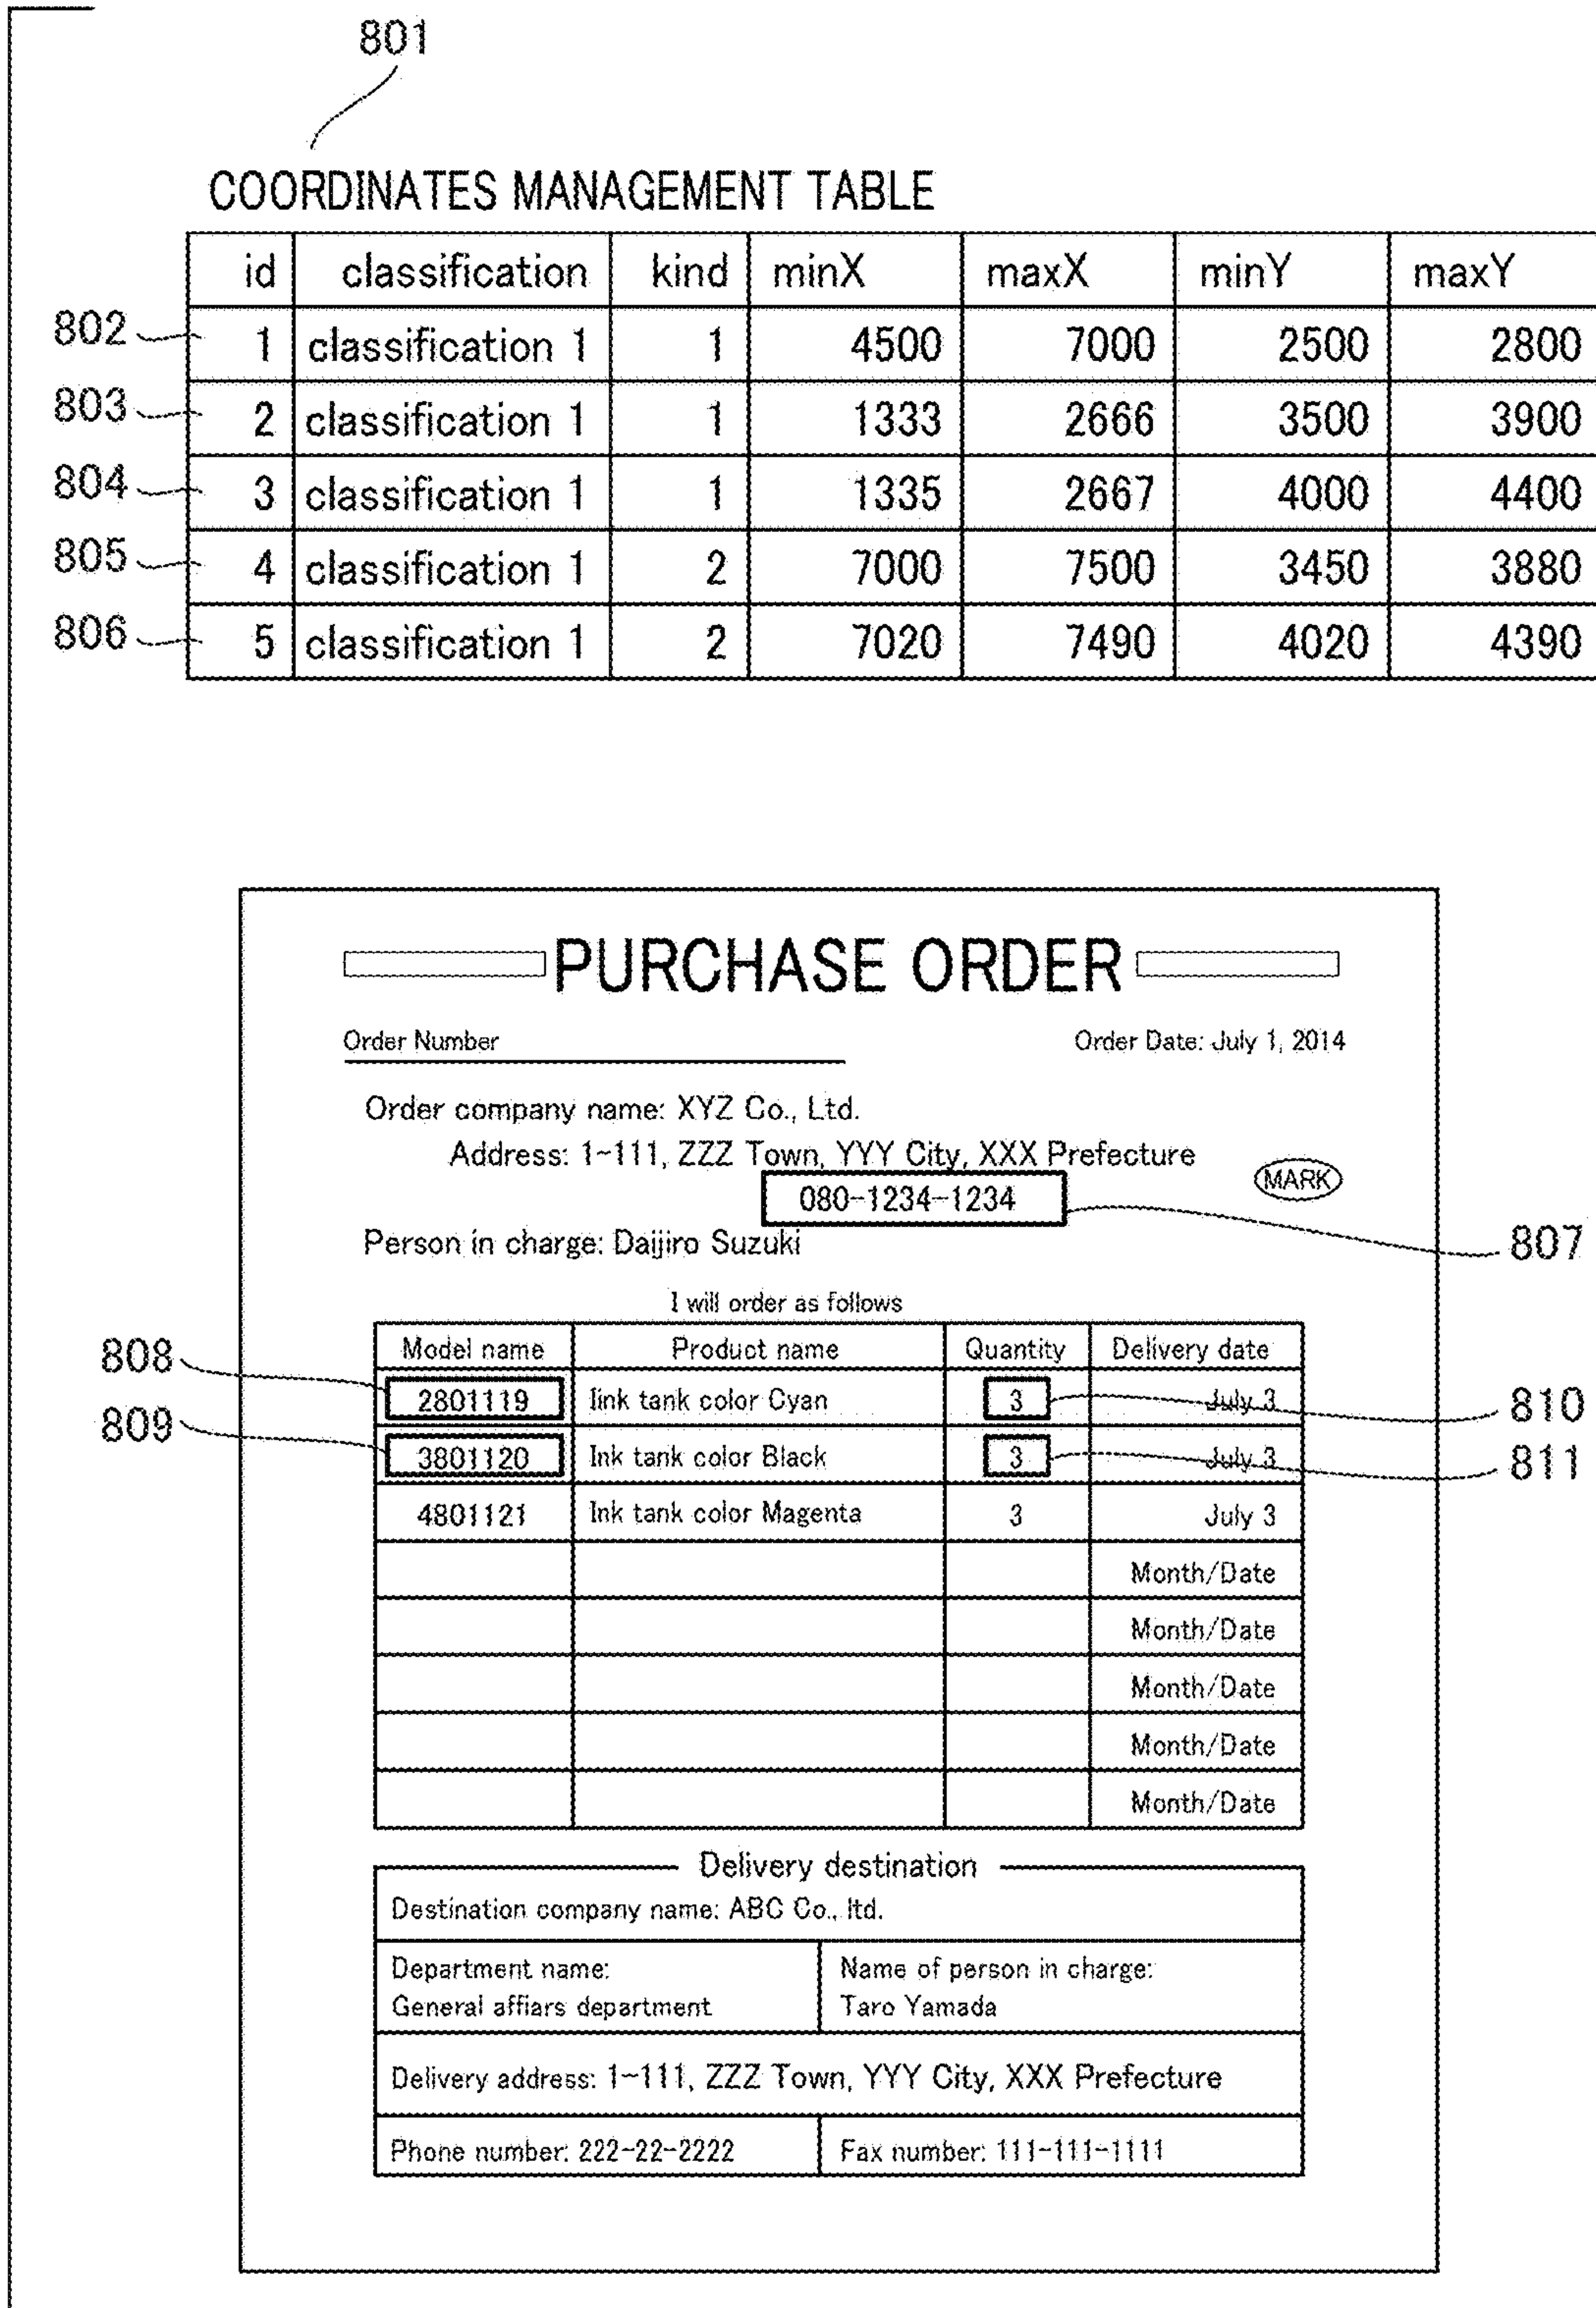 801
COORDINATES MANAGEMENT TABLE
id classification kind minX maxX minY maxY
802 1 classification 1 1 4500 7000 2500 2800
803 2 classification 1 1 1333 2666 3500 3900
804 3 classification 1 1 1335 2667 4000 4400
805 4 classification 1 2 7000 7500 3450 3880
806 5 classification 1 2 7020 7490 4020 4390
PURCHASE ORDER
Order Number Order Date: July 1, 2014
Order company name: XYZ Co., Ltd.
Address: 1-111, ZZZ Town, YYY City, XXX Prefecture
MARK
080-1234-1234
807
Person in charge: Daijiro Suzuki
I will order as follows
Model name Product name Quantity Delivery date
808 2801119 Iink tank color Cyan 3 July 3 810
809 3801120 Ink tank color Black 3 July 3 811
4801121 Ink tank color Magenta 3 July 3
Month/Date
Month/Date
Month/Date
Month/Date
Month/Date
Delivery destination
Destination company name: ABC Co., ltd.
Department name: Name of person in charge:
General affiars department Taro Yamada
Delivery address: 1-111, ZZZ Town, YYY City, XXX Prefecture
Phone number: 222-22-2222 Fax number: 111-111-1111